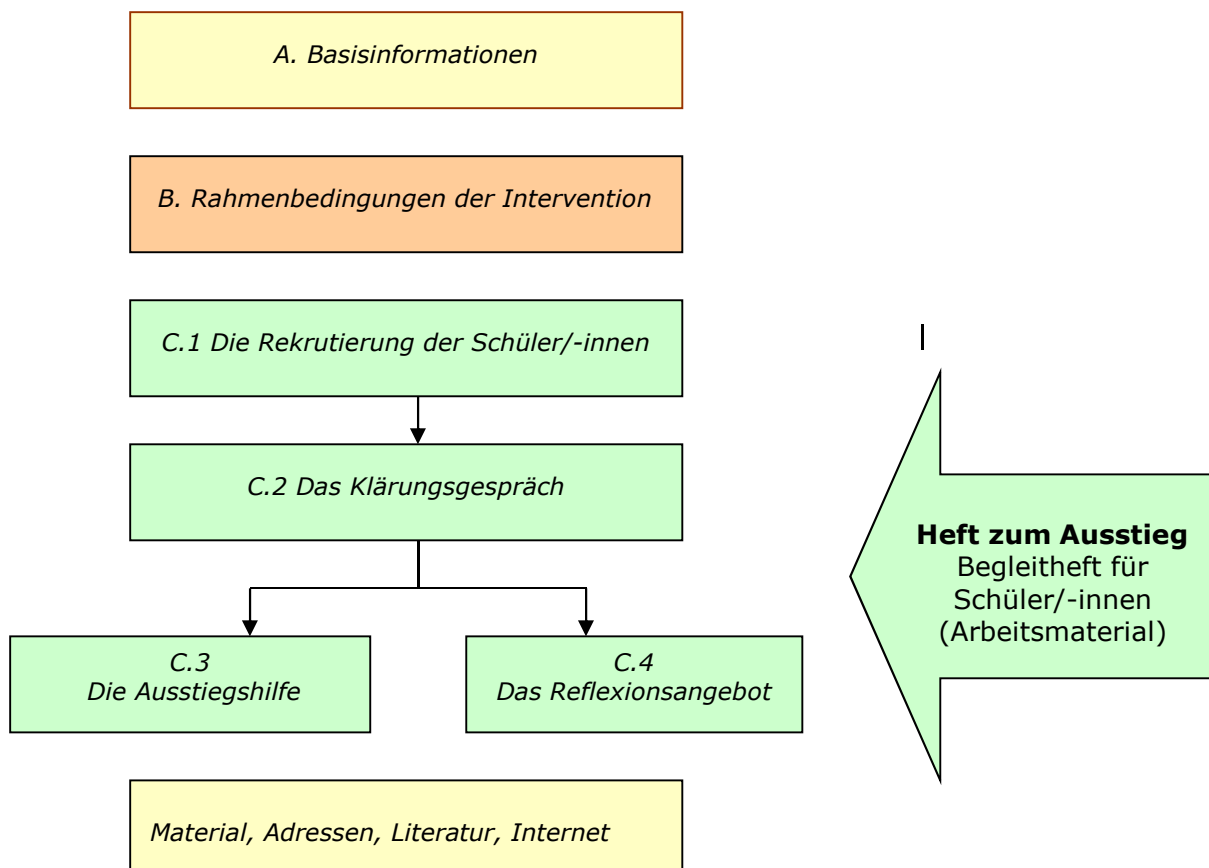 A. Basisinformationen
B. Rahmenbedingungen der Intervention
C.1 Die Rekrutierung der Schüler/-innen
C.2 Das Klärungsgespräch
C.3
Die Ausstiegshilfe
C.4
Das Reflexionsangebot
Material, Adressen, Literatur, Internet
Heft zum Ausstieg
Begleitheft für
Schüler/-innen
(Arbeitsmaterial)